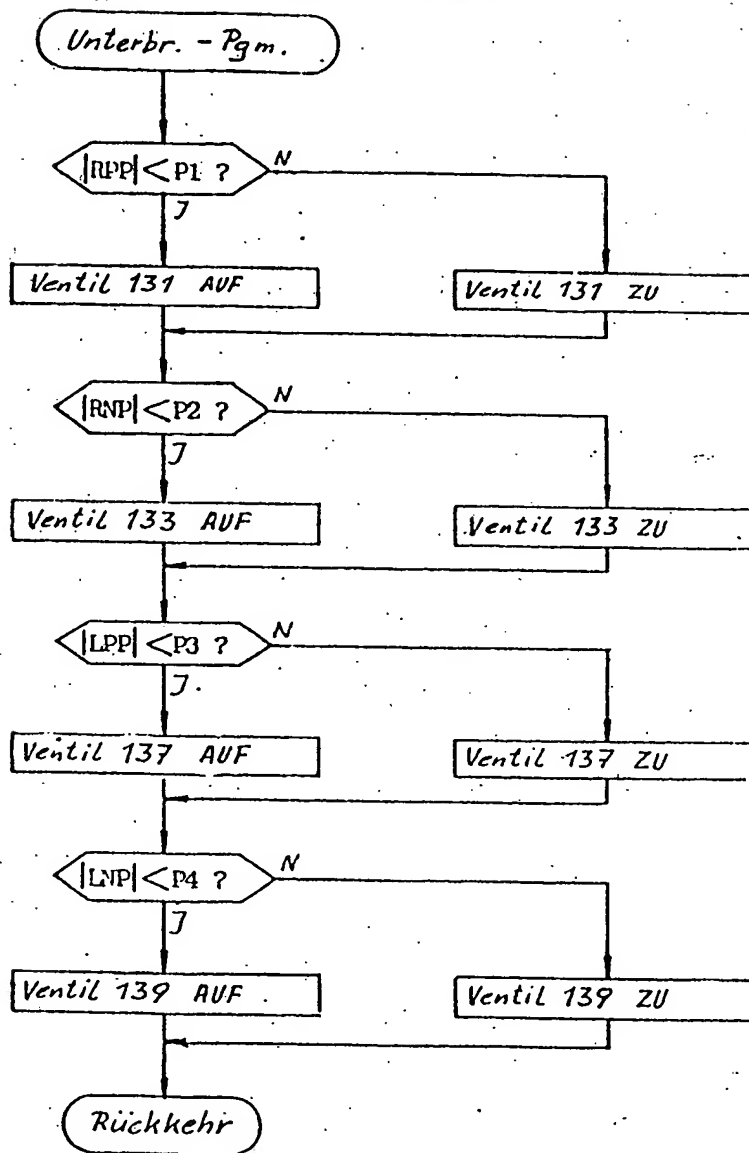 Unterbr. - Pgm.
|RPP| < P1 ?
N
J
Ventil 131 AUF
Ventil 131 ZU
|RNP| < P2 ?
N
J
Ventil 133 AUF
Ventil 133 ZU
|LPP| < P3 ?
N
J.
Ventil 137 AUF
Ventil 137 ZU
|LNP| < P4 ?
N
J
Ventil 139 AUF
Ventil 139 ZU
Rückkehr